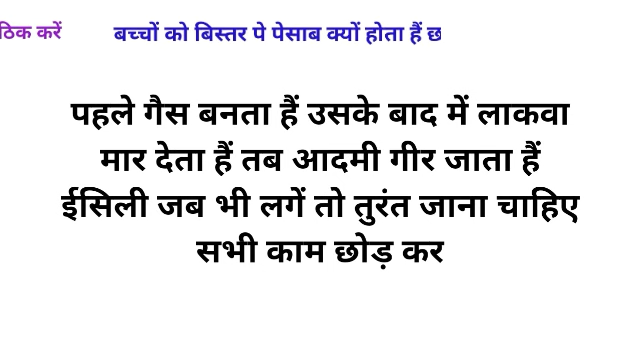 ठिक करें
बच्चों को बिस्तर पे पेसाब क्यों होता हैं
पहले गैस बनता हैं उसके बाद में लाकवा
मार देता हैं तब आदमी गीर जाता हैं
ईसिली जब भी लगें तो तुरंत जाना चाहिए
सभी काम छोड़ कर